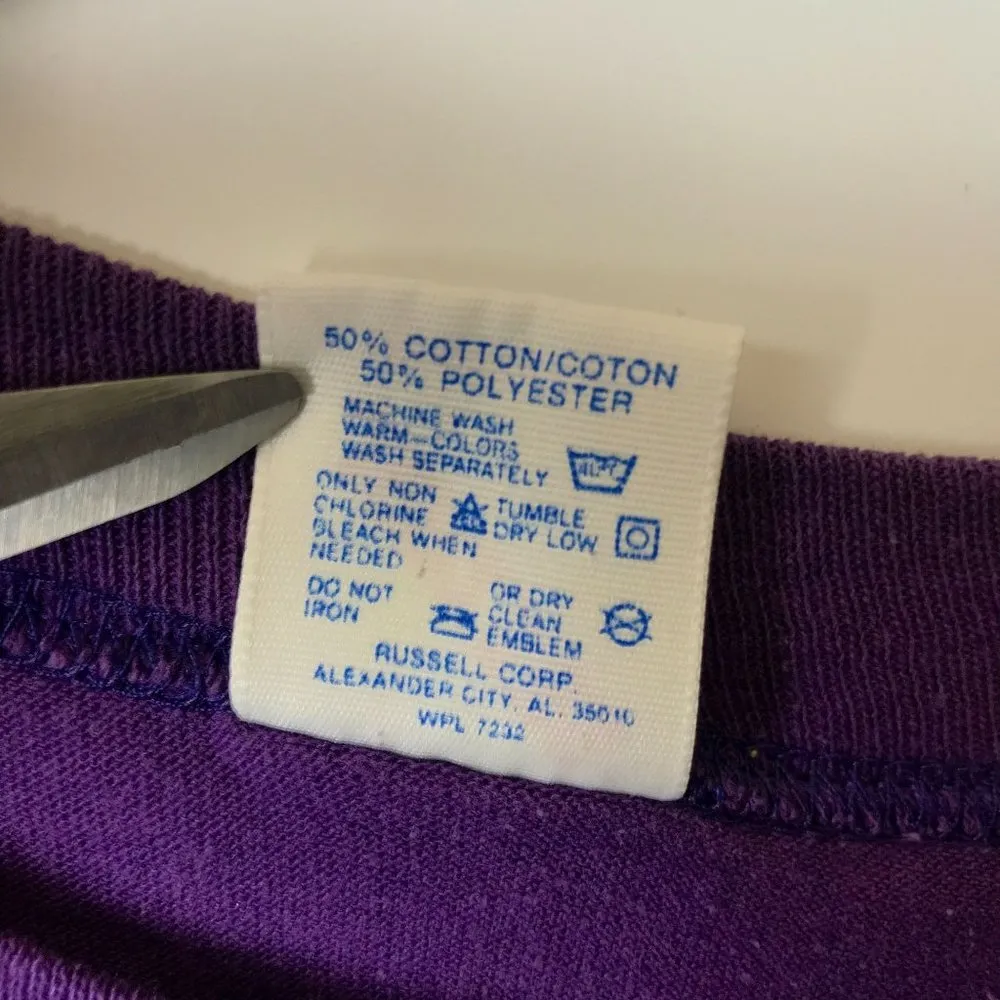 50% COTTON/COTON
50% POLYESTER
MACHINE WASH
WARM-COLORS
WASH SEPARATELY
ONLY NON
CHLORINE
BLEACH WHEN
NEEDED
TUMBLE
DRY LOW
DO NOT
IRON
OR DRY
CLEAN
EMBLEM
RUSSELL CORP.
ALEXANDER CITY, AL. 35010
WPL 7232